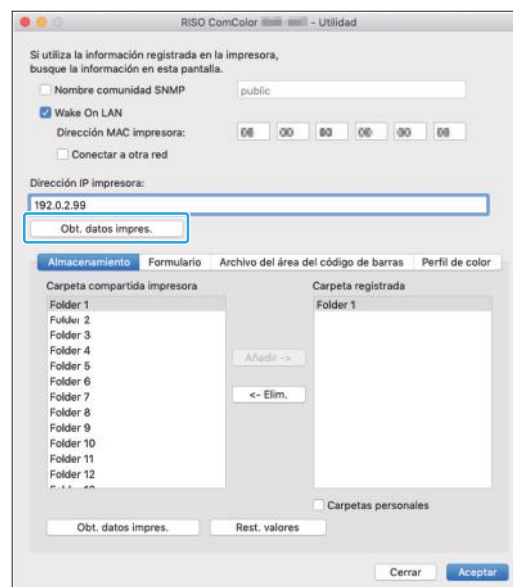 RISO ComColor - Utilidad
Si utiliza la información registrada en la impresora,
busque la información en esta pantalla.
Nombre comunidad SNMP public
Wake On LAN
Dirección MAC impresora:
Conectar a otra red
Dirección IP impresora:
192.0.2.99
Obt. datos impres.
Almacenamiento Formulario Archivo del área del código de barras Perfil de color
Carpeta compartida impresora Carpeta registrada
Folder 1 Folder 1
Folder 2
Folder 3
Folder 4
Añadir ->
Folder 5
Folder 6
<- Elim.
Folder 7
Folder 8
Folder 9
Folder 10
Folder 11
Folder 12
Carpetas personales
Obt. datos impres. Rest. valores
Cerrar Aceptar